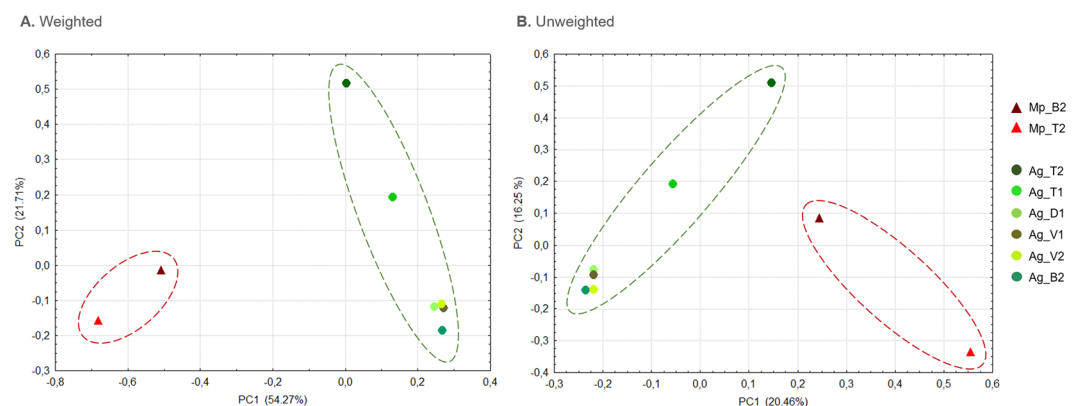 A. Weighted
0,6
0,5
0,4
0,3
0,2
0,1
0,0
-0,1
-0,2
-0,3
PC2 (21.71%)
-0,8
-0,6
-0,4
-0,2
0,0
0,2
0,4
PC1 (54.27%)
B. Unweighted
0,6
0,5
0,4
0,3
0,2
0,1
0,0
-0,1
-0,2
-0,3
-0,4
PC2 (16.25 %)
-0,3
-0,2
-0,1
0,0
0,1
0,2
0,3
0,4
0,5
0,6
PC1 (20.46%)
Mp_B2
Mp_T2
Ag_T2
Ag_T1
Ag_D1
Ag_V1
Ag_V2
Ag_B2